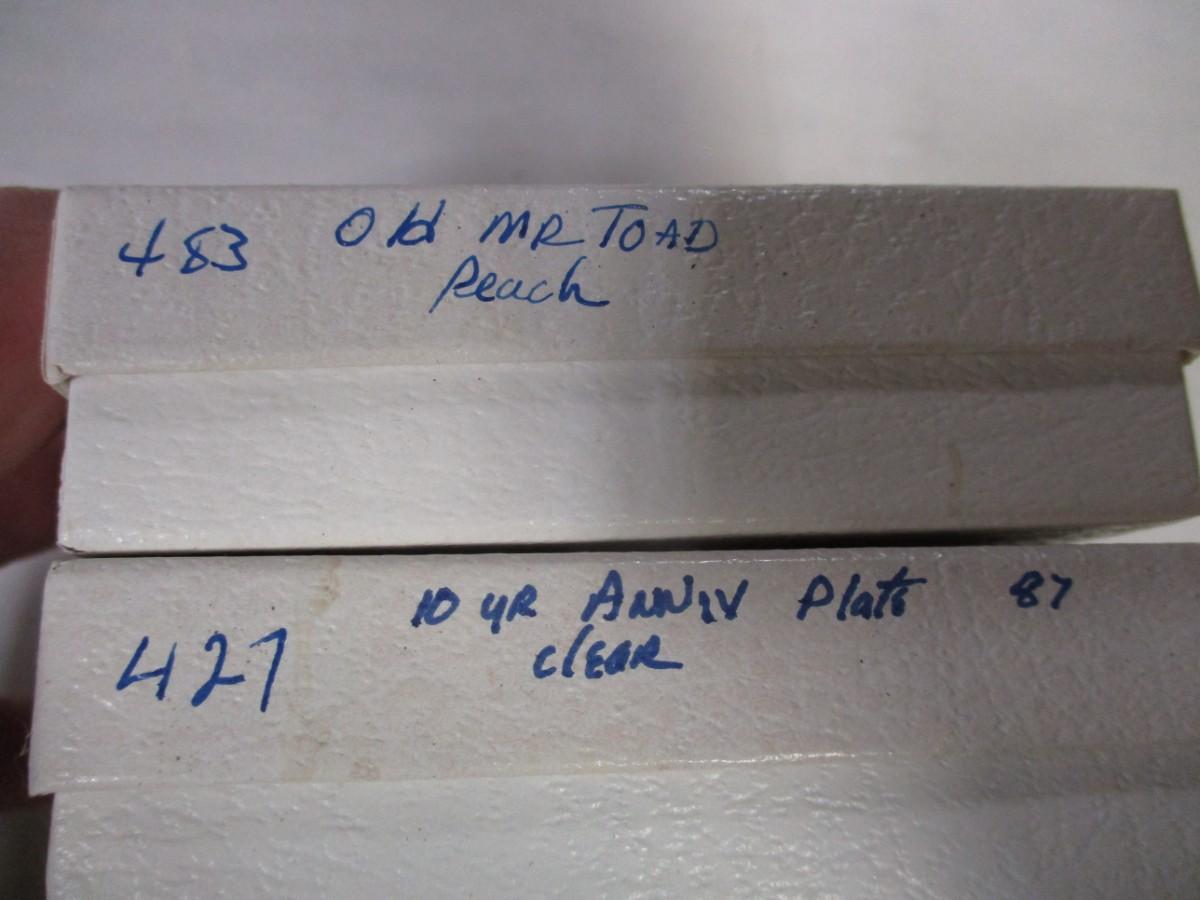 483 Old MR TOAD
Peach
10 YR ANNIV Plate 87
427 clEAR